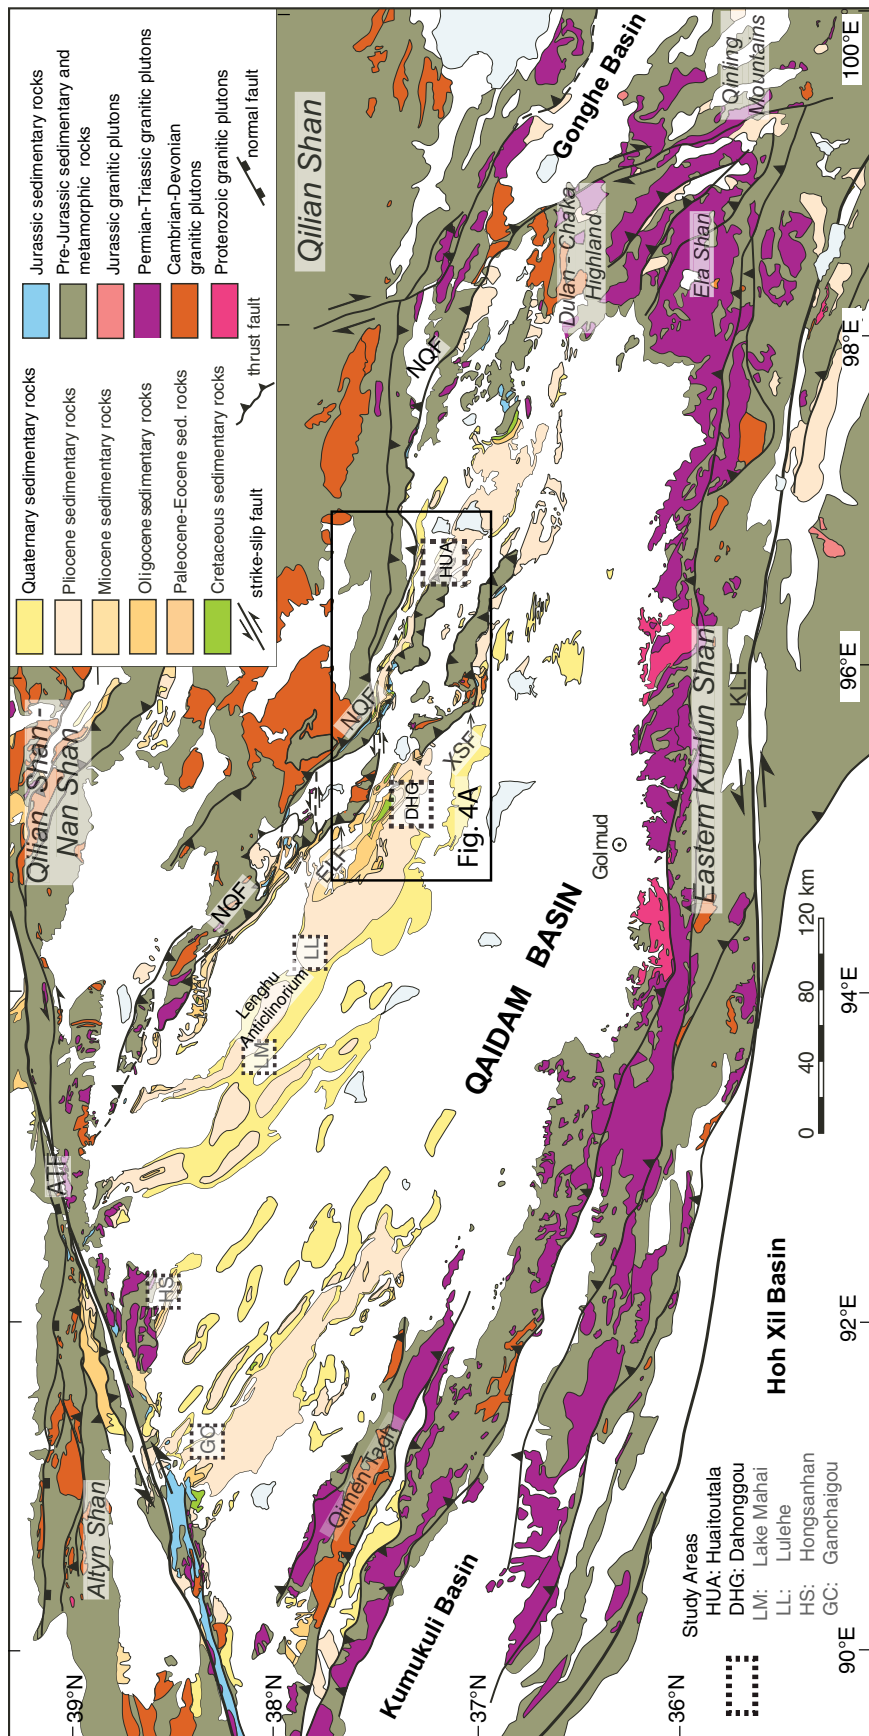 Quaternary sedimentary rocks
Pliocene sedimentary rocks
Miocene sedimentary rocks
Oligocene sedimentary rocks
Paleocene-Eocene sed. rocks
Cretaceous sedimentary rocks
strike-slip fault
thrust fault
normal fault
Jurassic sedimentary rocks
Pre-Jurassic sedimentary and
metamorphic rocks
Jurassic granitic plutons
Permian-Triassic granitic plutons
Cambrian-Devonian
granitic plutons
Proterozoic granitic plutons
39°N
38°N
37°N
36°N
Altyn Shan
ATF
Qilian Shan -
Nan Shan
Qilian Shan
NQF
NQF
NQF
GC
HS
LM
Lenghu
Anticlinorium
LL
ELF
DHG
XSF
HUA
Fig. 4A
Gonghe Basin
Dulan - Chaka
Highland
Ela Shan
Qinling
Mountains
Qimen Tagh
QAIDAM BASIN
Golmud
Kumukuli Basin
Eastern Kunlun Shan
KLF
Hoh Xil Basin
0 40 80 120 km
Study Areas
HUA: Huaitoutala
DHG: Dahonggou
LM: Lake Mahai
LL: Lulehe
HS: Hongsanhan
GC: Ganchaigou
90°E
92°E
94°E
96°E
98°E
100°E